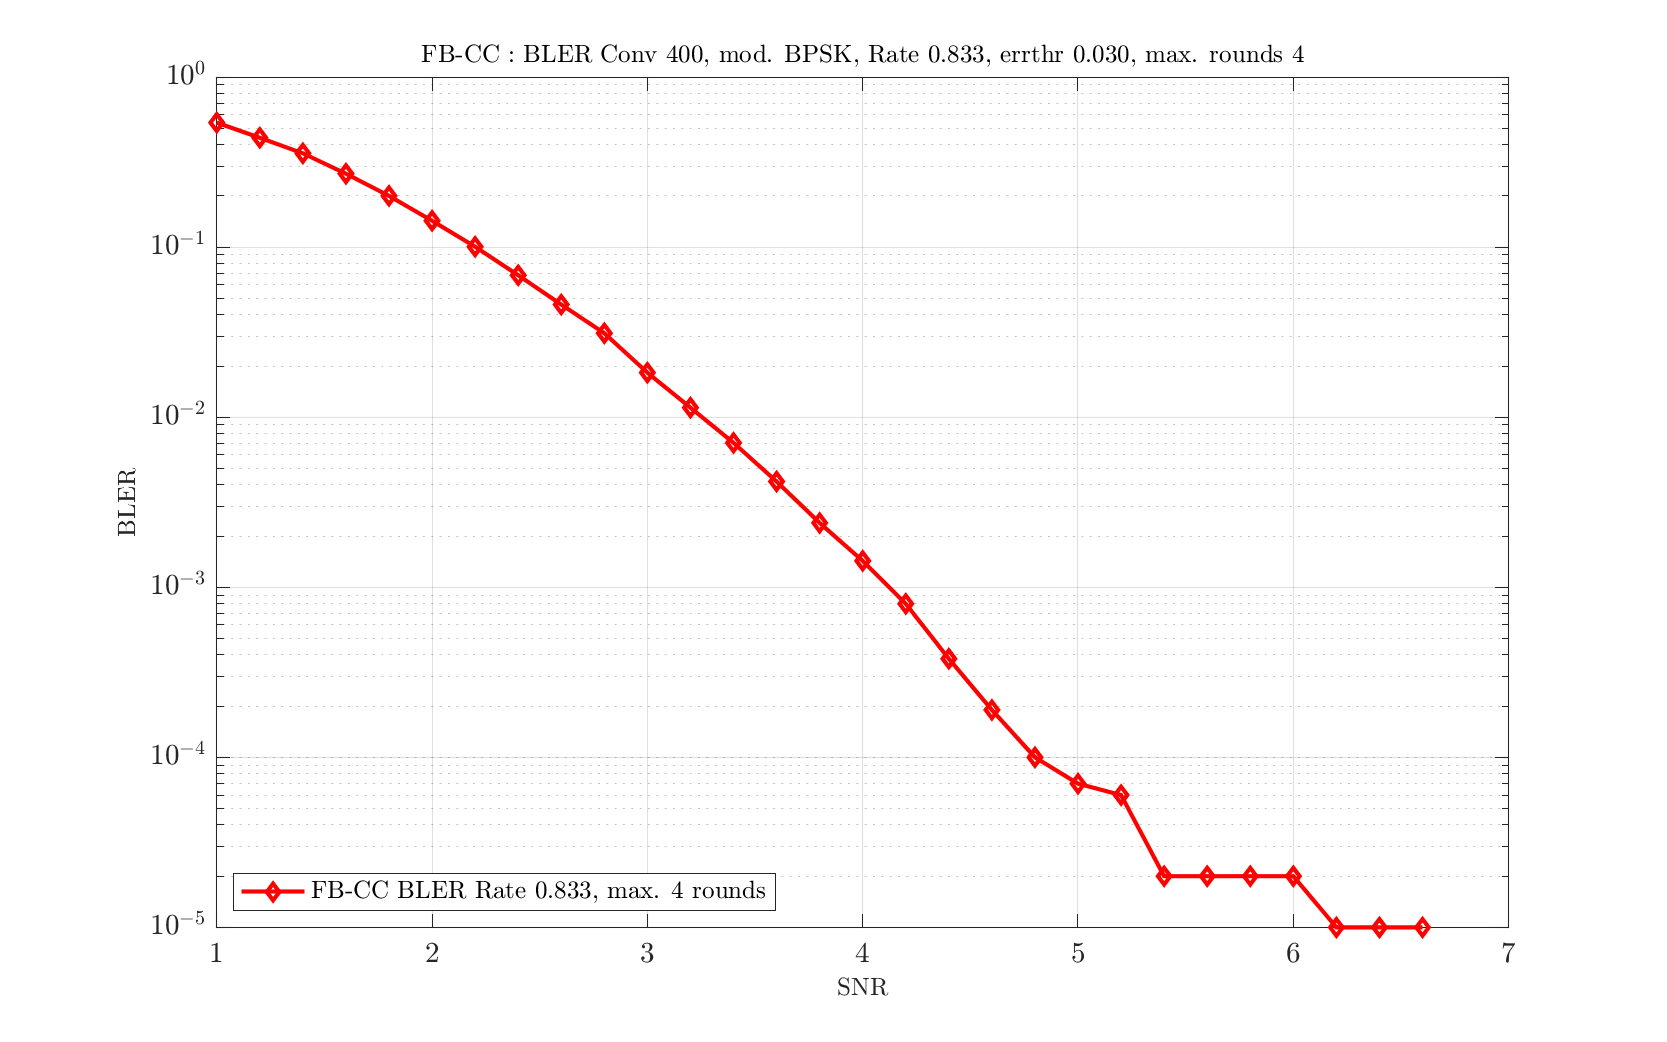 FB-CC : BLER Conv 400, mod. BPSK, Rate 0.833, errthr 0.030, max. rounds 4
10^0
10^-1
10^-2
10^-3
10^-4
10^-5
BLER
FB-CC BLER Rate 0.833, max. 4 rounds
1 2 3 4 5 6 7
SNR